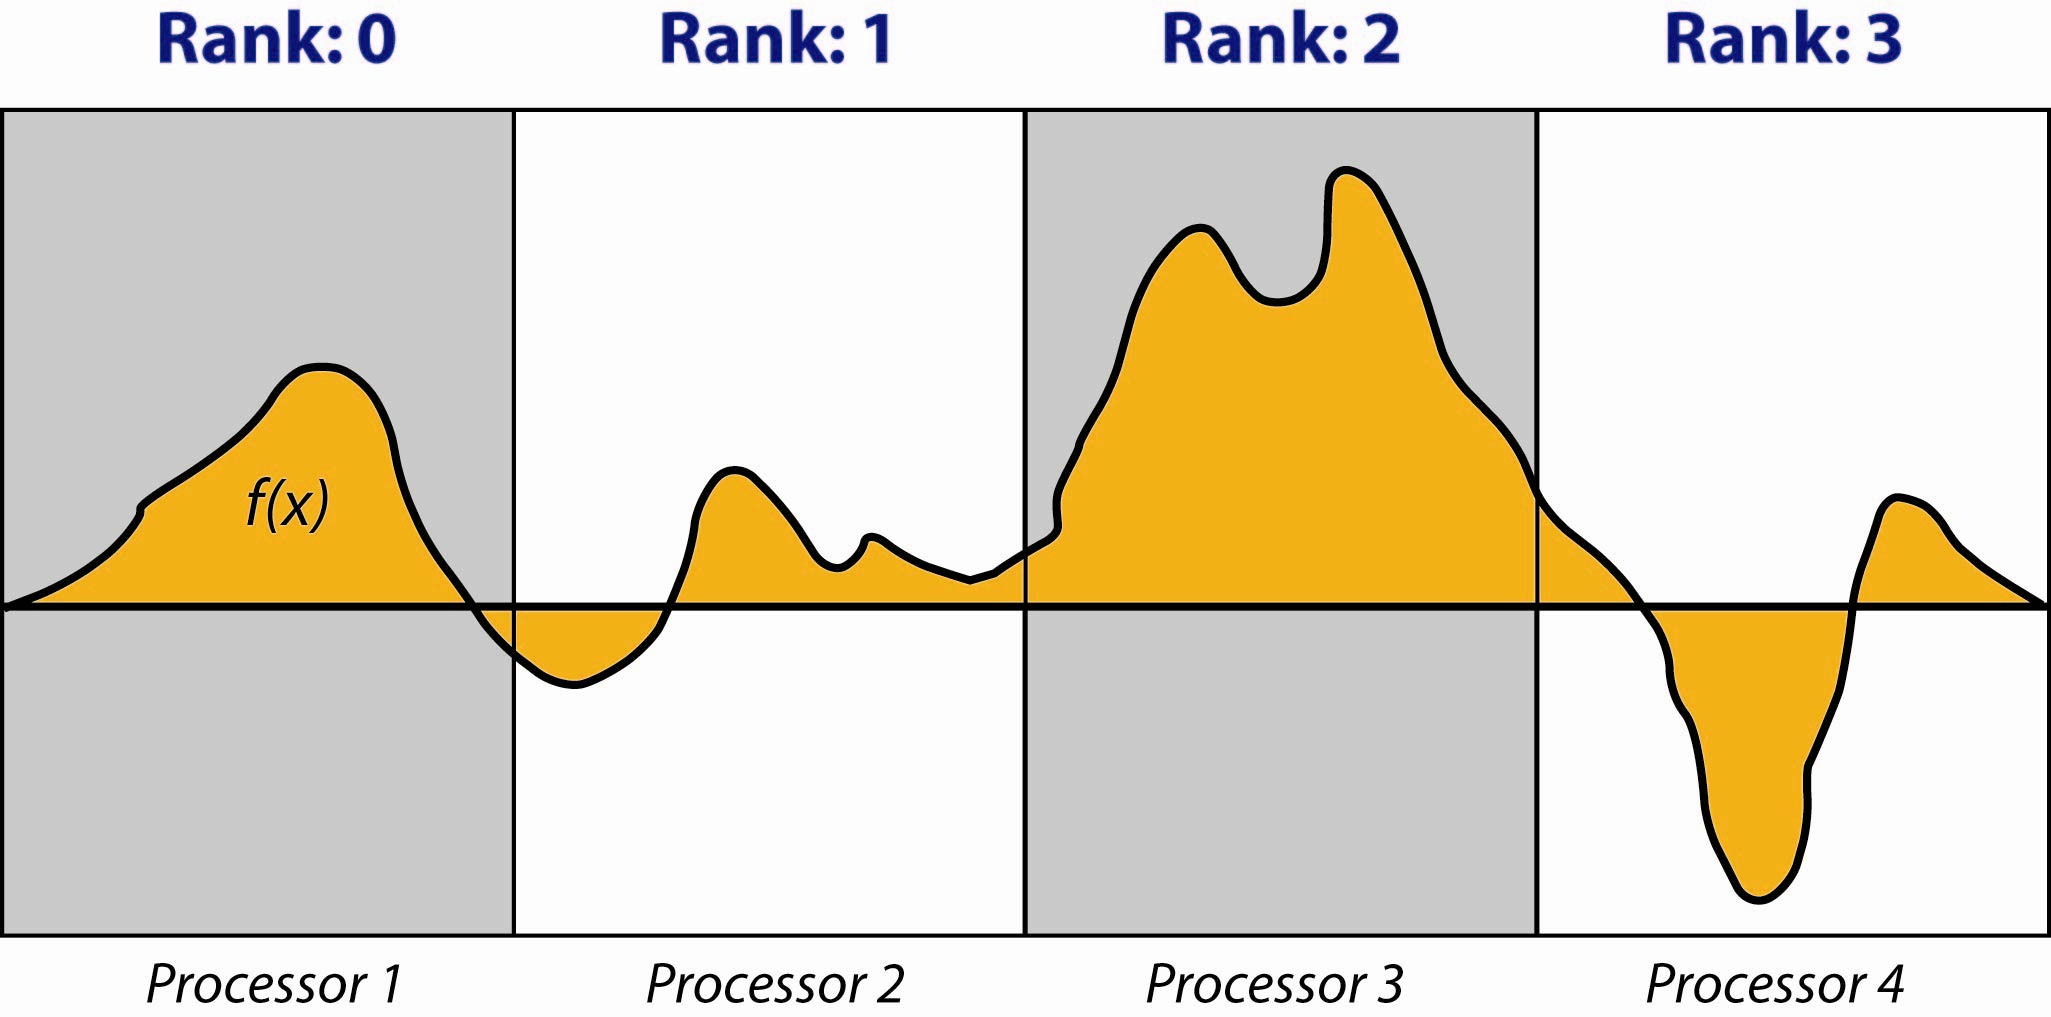 Rank: 0 Rank: 1 Rank: 2 Rank: 3
f(x)
Processor 1 Processor 2 Processor 3 Processor 4